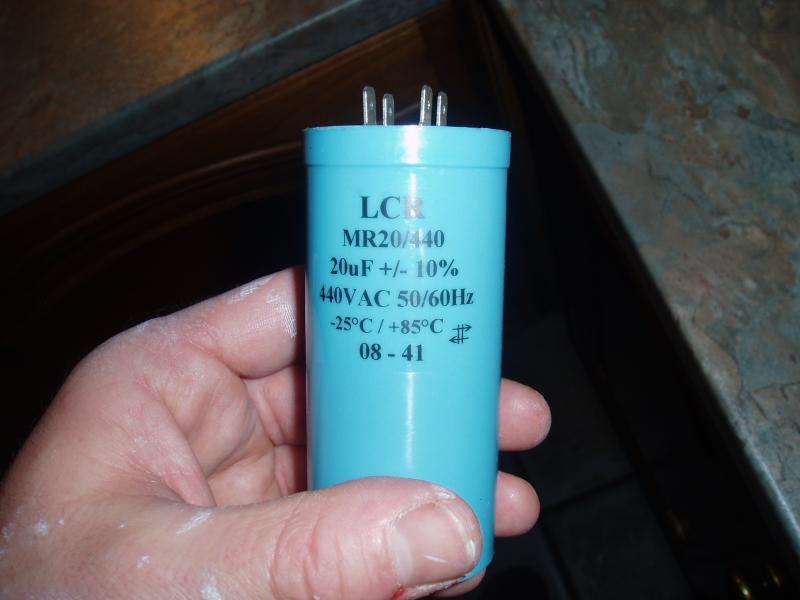 LCR
MR20/440
20uF +/- 10%
440VAC 50/60Hz
-25°C / +85°C
08 - 41